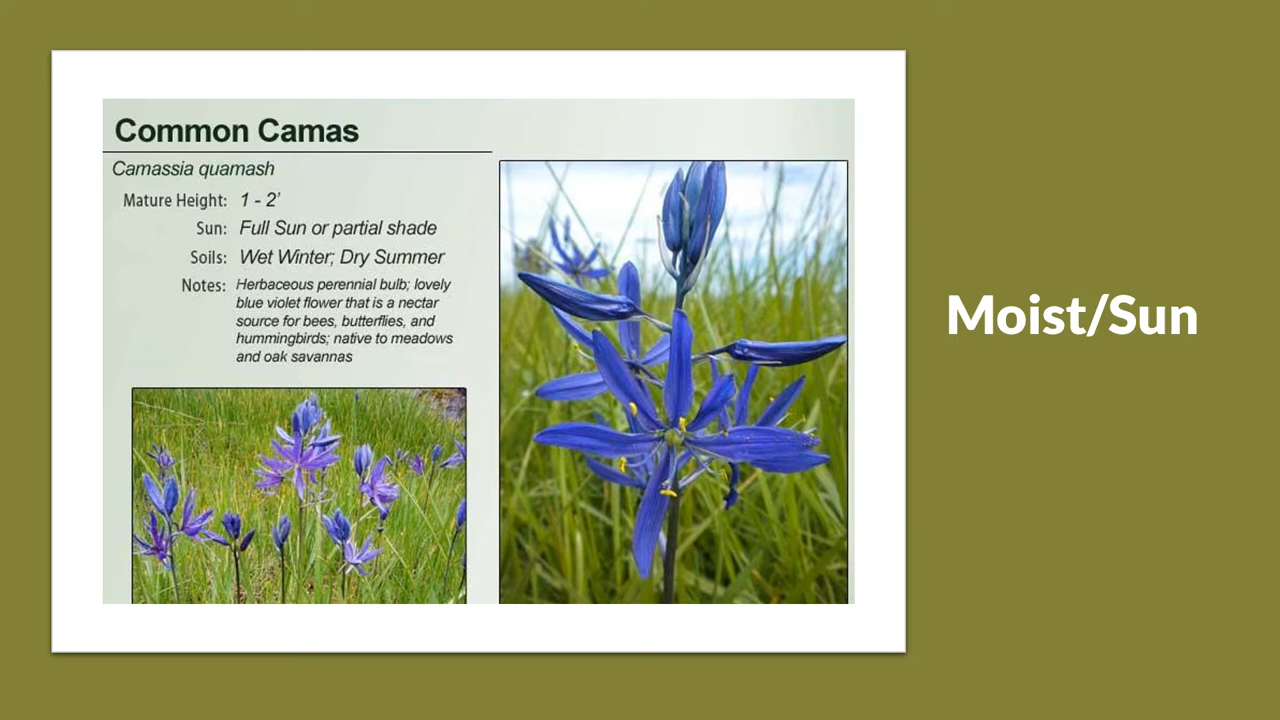 Common Camas
Camassia quamash
Mature Height: 1 - 2'
Sun: Full Sun or partial shade
Soils: Wet Winter; Dry Summer
Notes: Herbaceous perennial bulb; lovely
blue violet flower that is a nectar
source for bees, butterflies, and
hummingbirds; native to meadows
and oak savannas
Moist/Sun